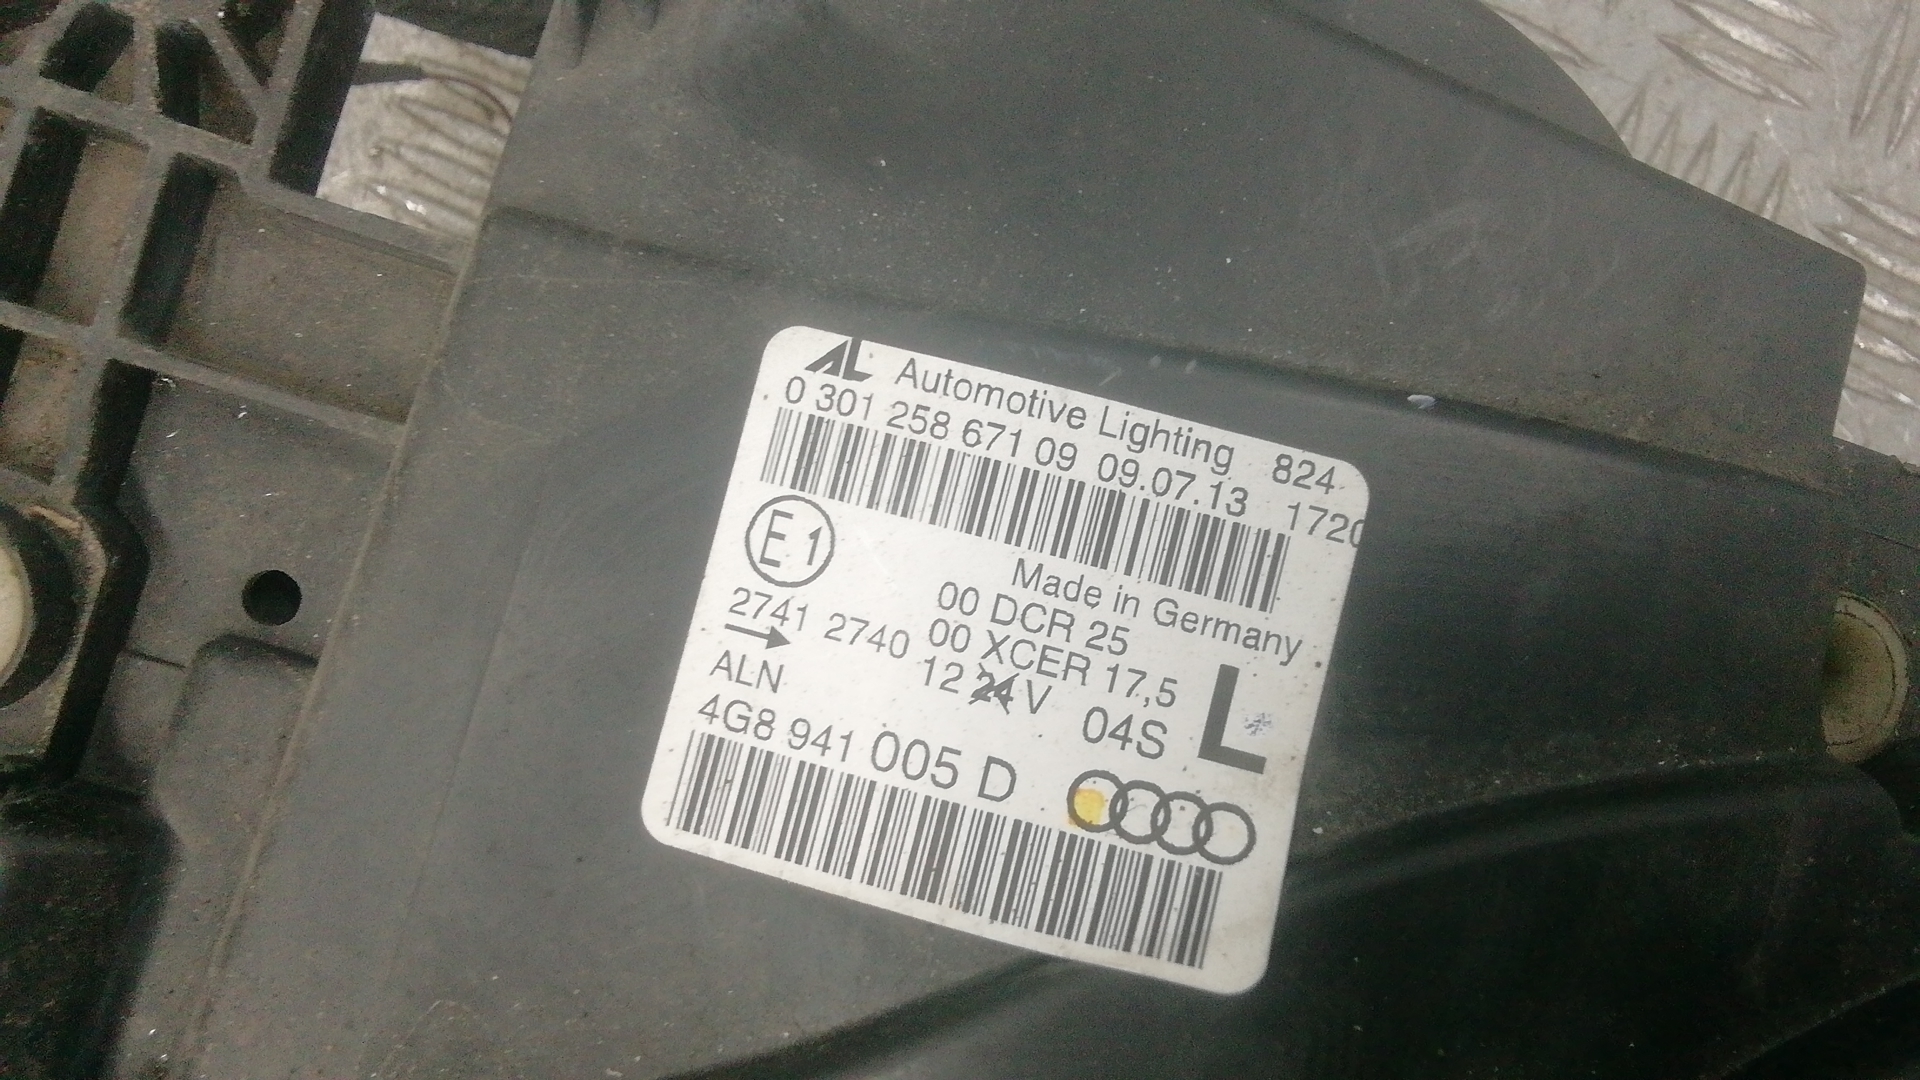 AL Automotive Lighting 824
0 301 258 671 09 09.07.13 1720
E1 Made in Germany
00 DCR 25
2741 2740 00 XCER 17,5
ALN 12 24 V 04S L
4G8 941 005 D